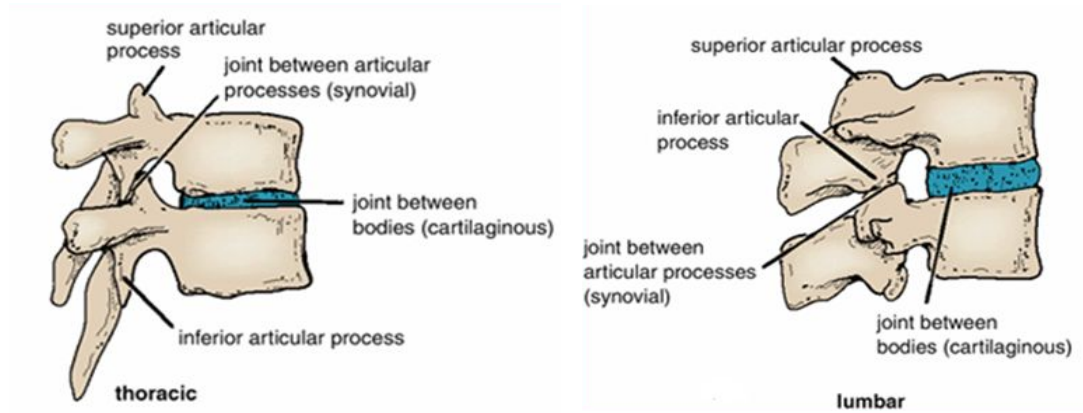 superior articular
process
joint between articular
processes (synovial)
joint between
bodies (cartilaginous)
inferior articular process
thoracic
superior articular process
inferior articular
process
joint between
articular processes
(synovial)
joint between
bodies (cartilaginous)
lumbar